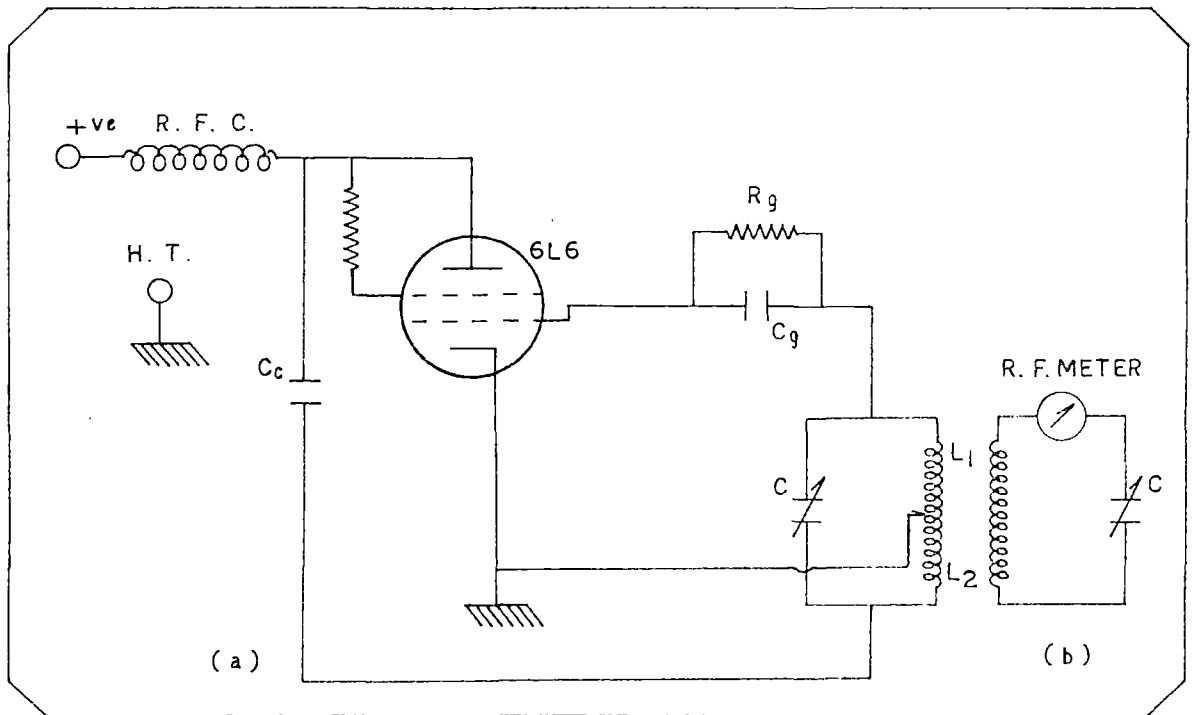 +ve R. F. C.
Rg
6L6
H. T.
Cg
Cc
R. F. METER
L1
C
C
L2
(a)
(b)